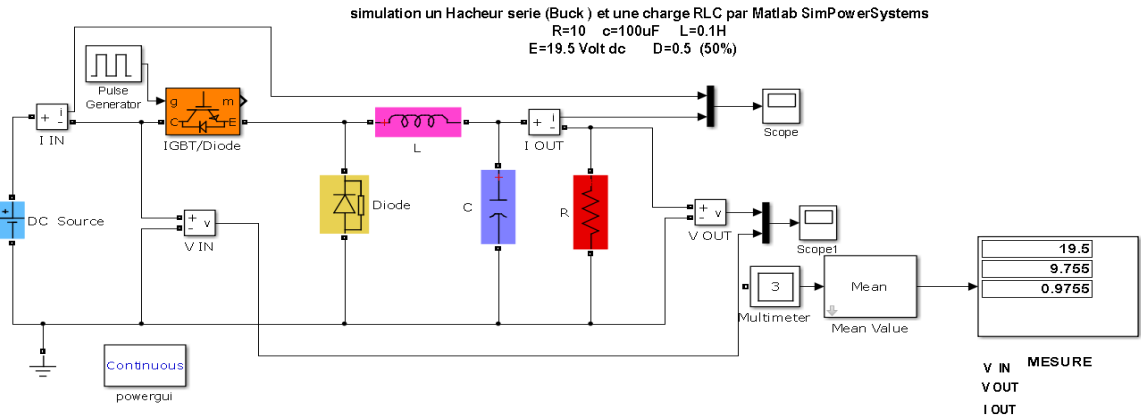 simulation un Hacheur serie (Buck ) et une charge RLC par Matlab SimPowerSystems
R=10 c=100uF L=0.1H
E=19.5 Volt dc D=0.5 (50%)
Pulse
Generator
g m
C E
IGBT/Diode
+ i
-
I IN
+
L
+ i
-
I OUT
Scope
+
DC Source
+ v
-
V IN
Diode
+
C
R
+ v
-
V OUT
Scope1
3
Multimeter
Mean
Mean Value
19.5
9.755
0.9755
Continuous
powergui
V IN MESURE
V OUT
I OUT